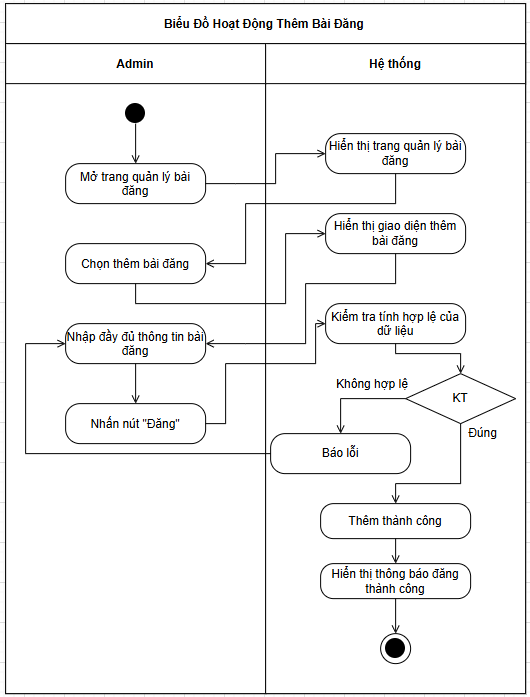 Biểu Đồ Hoạt Động Thêm Bài Đăng
Admin
Hệ thống
Hiển thị trang quản lý bài
đăng
Mở trang quản lý bài
đăng
Hiển thị giao diện thêm
bài đăng
Chọn thêm bài đăng
Kiểm tra tính hợp lệ của
dữ liệu
Nhập đầy đủ thông tin bài
đăng
Không hợp lệ
KT
Nhấn nút "Đăng"
Đúng
Báo lỗi
Thêm thành công
Hiển thị thông báo đăng
thành công